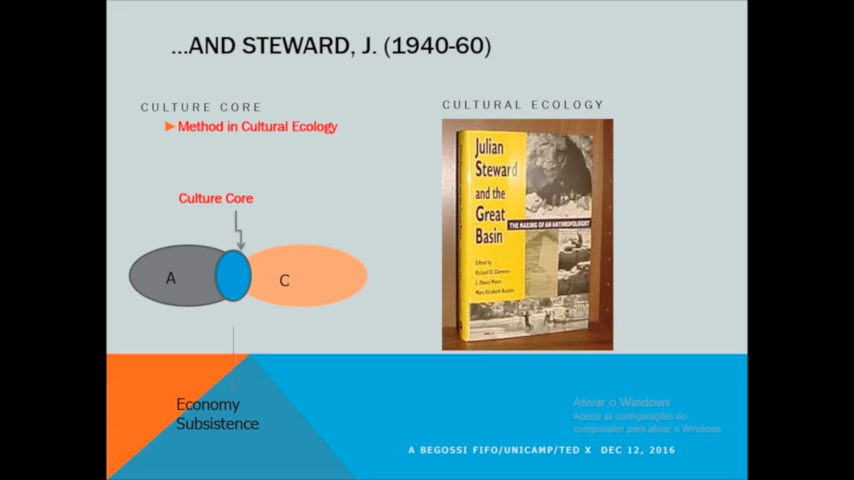 ...AND STEWARD, J. (1940-60)
CULTURE CORE
Method in Cultural Ecology
Culture Core
A
C
Economy
Subsistence
CULTURAL ECOLOGY
Julian
Steward
and the
Great
Basin
THE MAKING OF AN ANTHROPOLOGIST
Edited by
Richard O. Clemmer
L. Daniel Myers
Mary Elizabeth Rudden
Ativar o Windows
Acesse as configurações do
computador para ativar o Windows.
A BEGOSSI FIFO/UNICAMP/TED X DEC 12, 2016